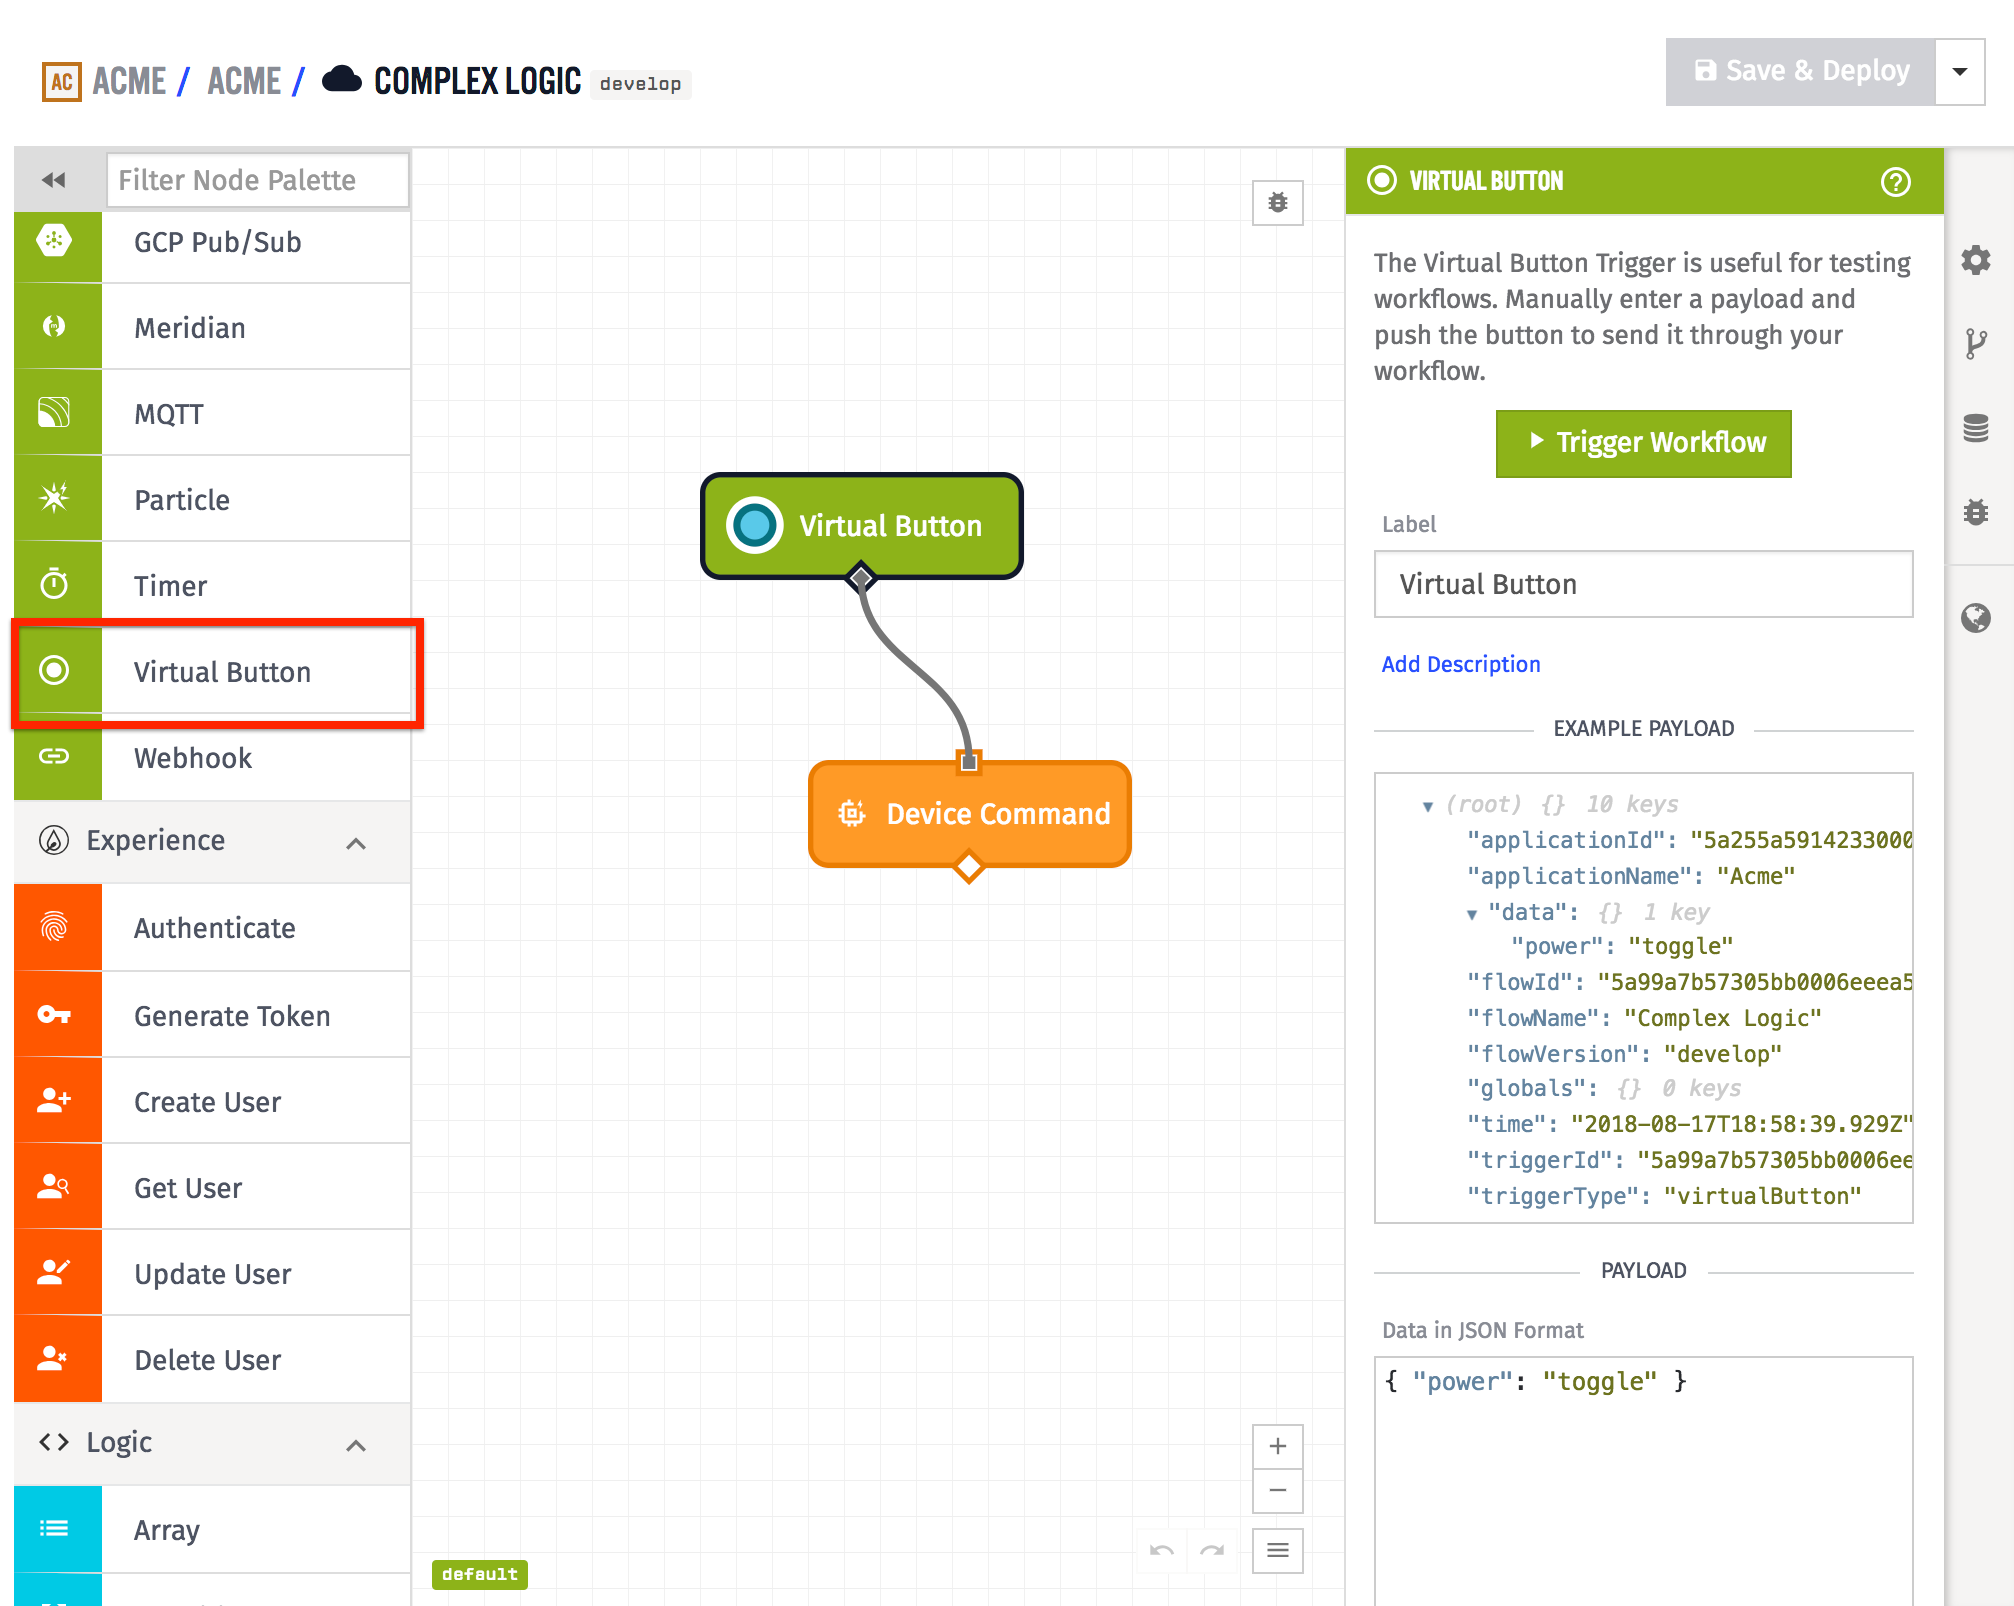 AC ACME / ACME / COMPLEX LOGIC develop
Save & Deploy
Filter Node Palette
GCP Pub/Sub
Meridian
MQTT
Particle
Timer
Virtual Button
Webhook
Experience
Authenticate
Generate Token
Create User
Get User
Update User
Delete User
Logic
Array
Virtual Button
Device Command
default
VIRTUAL BUTTON
The Virtual Button Trigger is useful for testing
workflows. Manually enter a payload and
push the button to send it through your
workflow.
Trigger Workflow
Label
Virtual Button
Add Description
EXAMPLE PAYLOAD
(root) {} 10 keys
"applicationId": "5a255a5914233000
"applicationName": "Acme"
"data": {} 1 key
"power": "toggle"
"flowId": "5a99a7b57305bb0006eeea5
"flowName": "Complex Logic"
"flowVersion": "develop"
"globals": {} 0 keys
"time": "2018-08-17T18:58:39.929Z"
"triggerId": "5a99a7b57305bb0006ee
"triggerType": "virtualButton"
PAYLOAD
Data in JSON Format
{ "power": "toggle" }